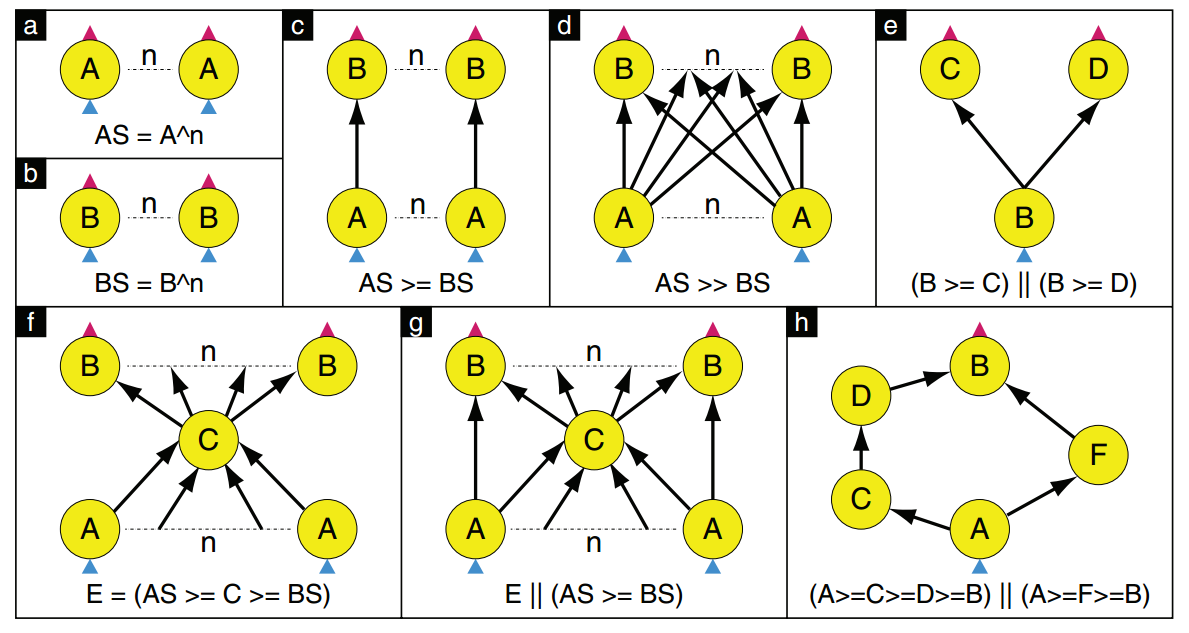 a
A n A
AS = A^n
b
B n B
BS = B^n
c
B n B
A n A
AS >= BS
d
B n B
A n A
AS >> BS
e
C D
B
(B >= C) || (B >= D)
f
B n B
C
A n A
E = (AS >= C >= BS)
g
B n B
C
A n A
E || (AS >= BS)
h
B
D
F
C
A
(A>=C>=D>=B) || (A>=F>=B)